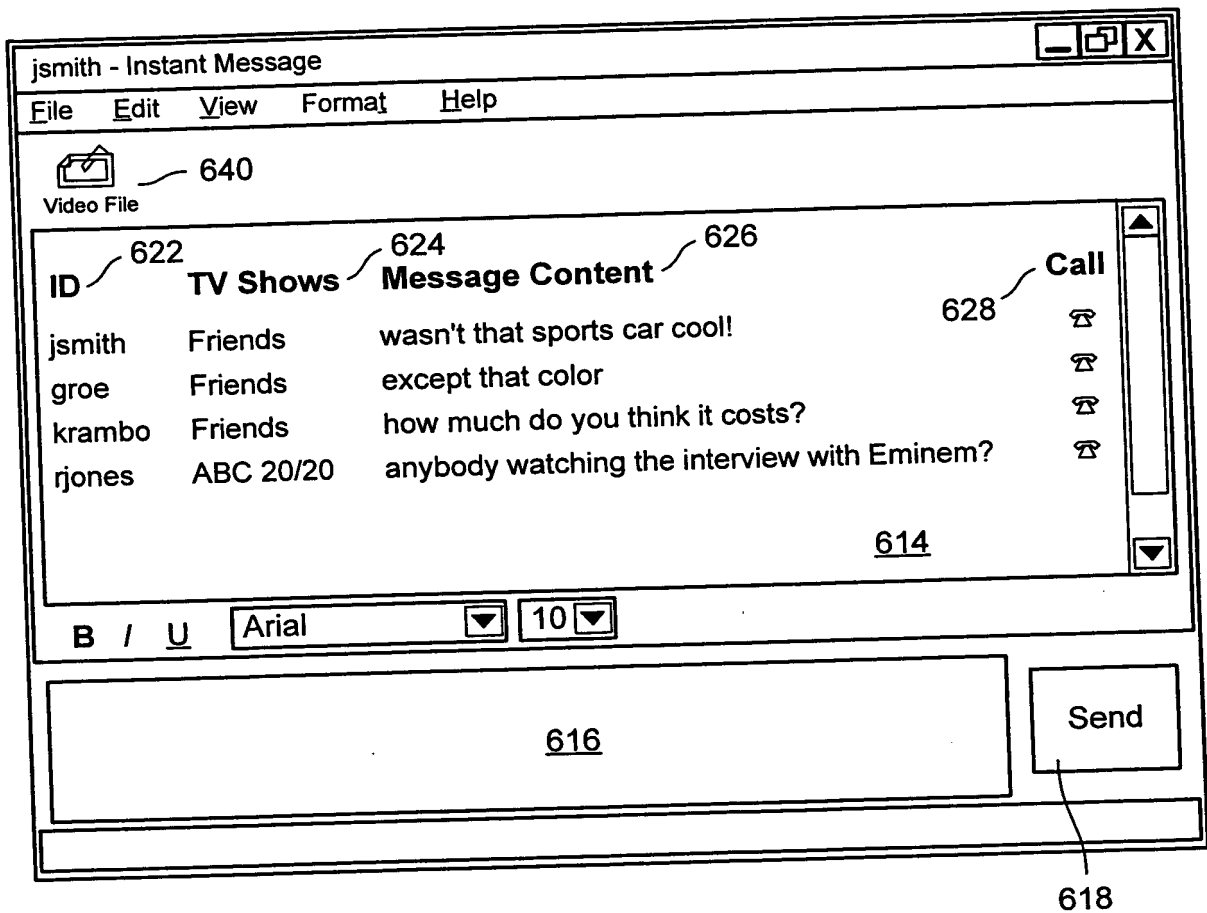 jsmith - Instant Message X
File Edit View Format Help
640
Video File
622 624 626
ID TV Shows Message Content Call
628
jsmith Friends wasn't that sports car cool!
groe Friends except that color
krambo Friends how much do you think it costs?
rjones ABC 20/20 anybody watching the interview with Eminem?
614
B I U Arial 10
616
Send
618